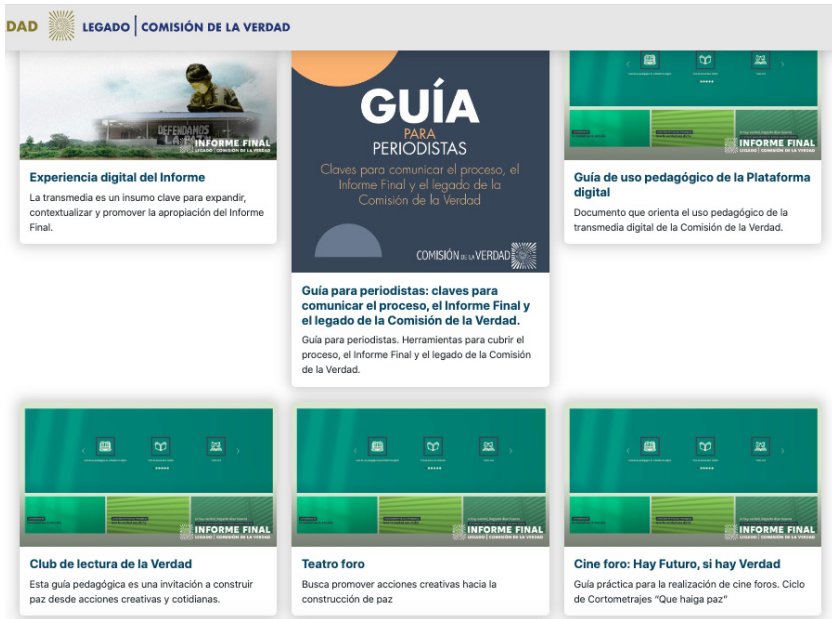 DAD
LEGADO | COMISIÓN DE LA VERDAD
DEFENDAMOS
LA PAZ
INFORME FINAL
LEGADO | COMISIÓN DE LA VERDAD
Experiencia digital del Informe
La transmedia es un insumo clave para expandir,
contextualizar y promover la apropiación del Informe
Final.
GUÍA
PARA
PERIODISTAS
Claves para comunicar el proceso, el
Informe Final y el legado de la
Comisión de la Verdad
COMISIÓN DE LA VERDAD
Guía para periodistas: claves para
comunicar el proceso, el Informe Final y
el legado de la Comisión de la Verdad.
Guía para periodistas. Herramientas para cubrir el
proceso, el Informe Final y el legado de la Comisión
de la Verdad.
INFORME FINAL
LEGADO | COMISIÓN DE LA VERDAD
Guía de uso pedagógico de la Plataforma
digital
Documento que orienta el uso pedagógico de la
transmedia digital de la Comisión de la Verdad.
INFORME FINAL
LEGADO | COMISIÓN DE LA VERDAD
Club de lectura de la Verdad
Esta guía pedagógica es una invitación a construir
paz desde acciones creativas y cotidianas.
INFORME FINAL
LEGADO | COMISIÓN DE LA VERDAD
Teatro foro
Busca promover acciones creativas hacia la
construcción de paz
INFORME FINAL
LEGADO | COMISIÓN DE LA VERDAD
Cine foro: Hay Futuro, si hay Verdad
Guía práctica para la realización de cine foros. Ciclo
de Cortometrajes “Que haiga paz”